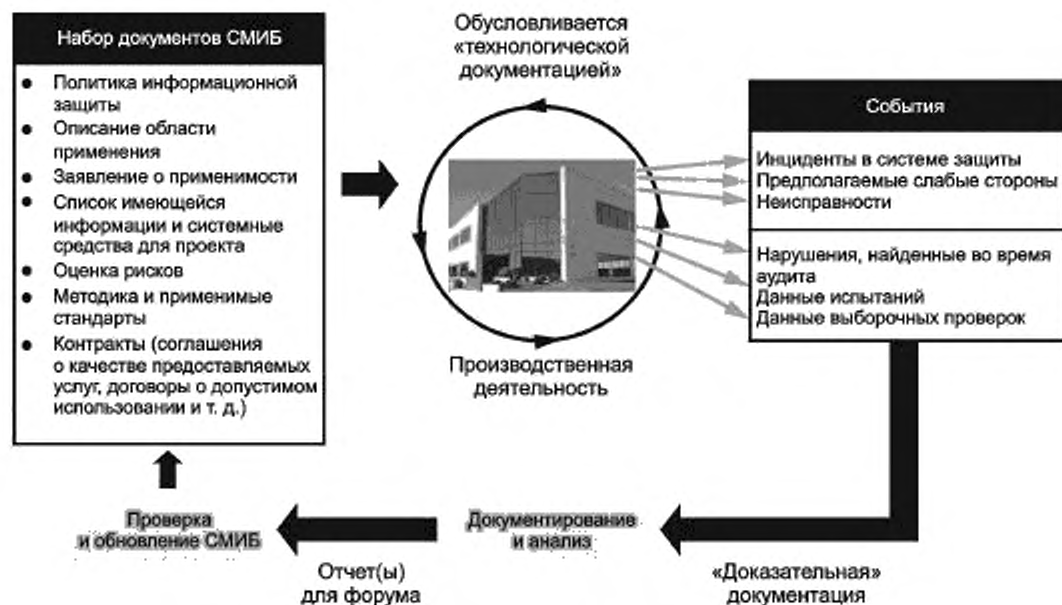 Набор документов СМИБ
Политика информационной
защиты
Описание области
применения
Заявление о применимости
Список имеющейся
информации и системные
средства для проекта
Оценка рисков
Методика и применимые
стандарты
Контракты (соглашения
о качестве предоставляемых
услуг, договоры о допустимом
использовании и т. д.)
Обусловливается
«технологической
документацией»
Производственная
деятельность
События
Инциденты в системе защиты
Предполагаемые слабые стороны
Неисправности
Нарушения, найденные во время
аудита
Данные испытаний
Данные выборочных проверок
«Доказательная»
документация
Документирование
и анализ
Отчет(ы)
для форума
Проверка
и обновление СМИБ